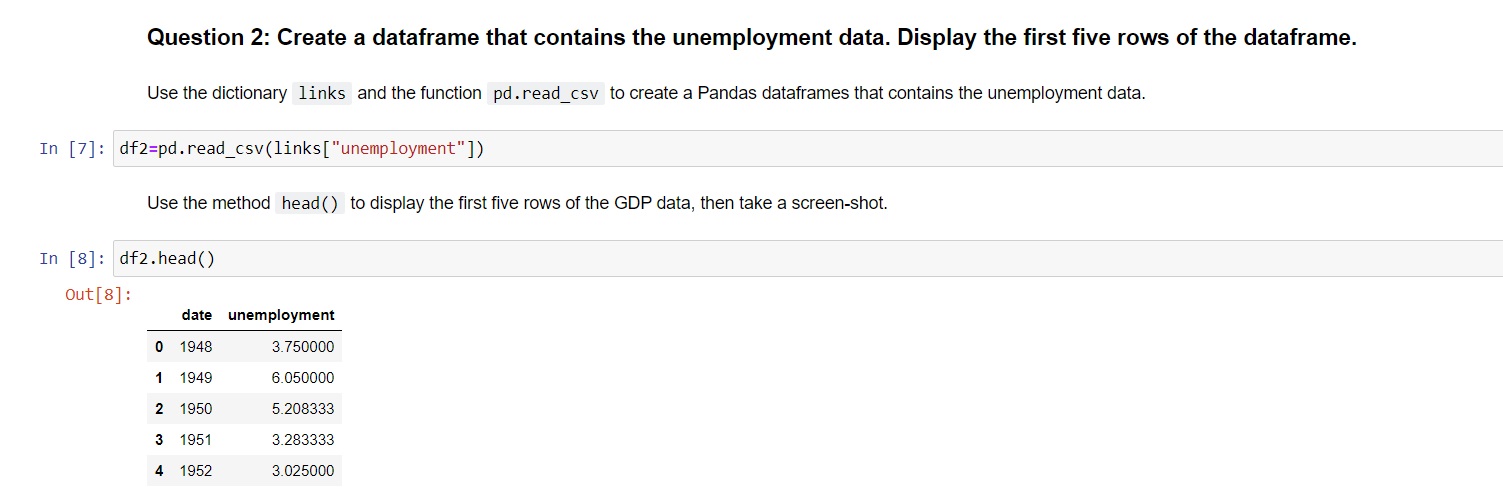 Question 2: Create a dataframe that contains the unemployment data. Display the first five rows of the dataframe.
Use the dictionary links and the function pd.read_csv to create a Pandas dataframes that contains the unemployment data.
In [7]: df2=pd.read_csv(links["unemployment"])
Use the method head() to display the first five rows of the GDP data, then take a screen-shot.
In [8]: df2.head()
Out[8]:
date unemployment
0 1948 3.750000
1 1949 6.050000
2 1950 5.208333
3 1951 3.283333
4 1952 3.025000